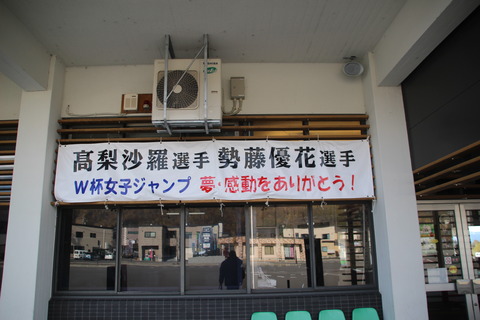 髙梨沙羅選手 勢藤優花選手
W杯女子ジャンプ 夢・感動をありがとう!